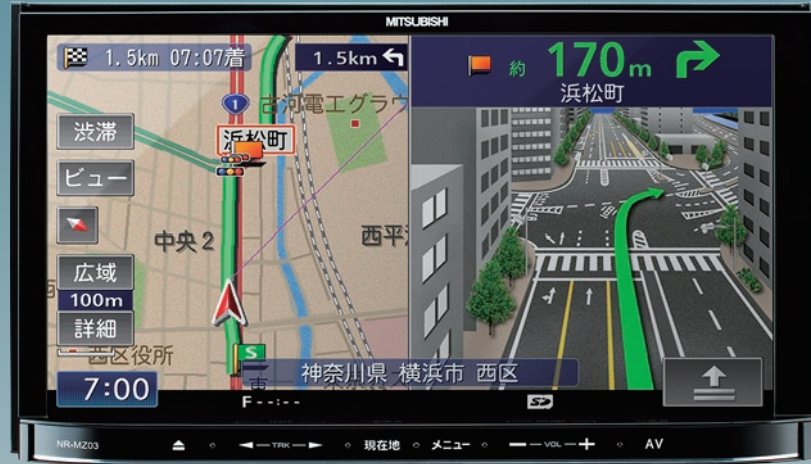 MITSUBISHI
1.5km 07:07着
1.5km
約 170m
浜松町
1
古河電エグラウ
浜松町
渋滞
ビュー
中央2
西平
広域
100m
詳細
西区役所
S
神奈川県 横浜市 西区
7:00
F--:--
SD
NR-MZ03
TRK
現在地
メニュー
VOL
AV